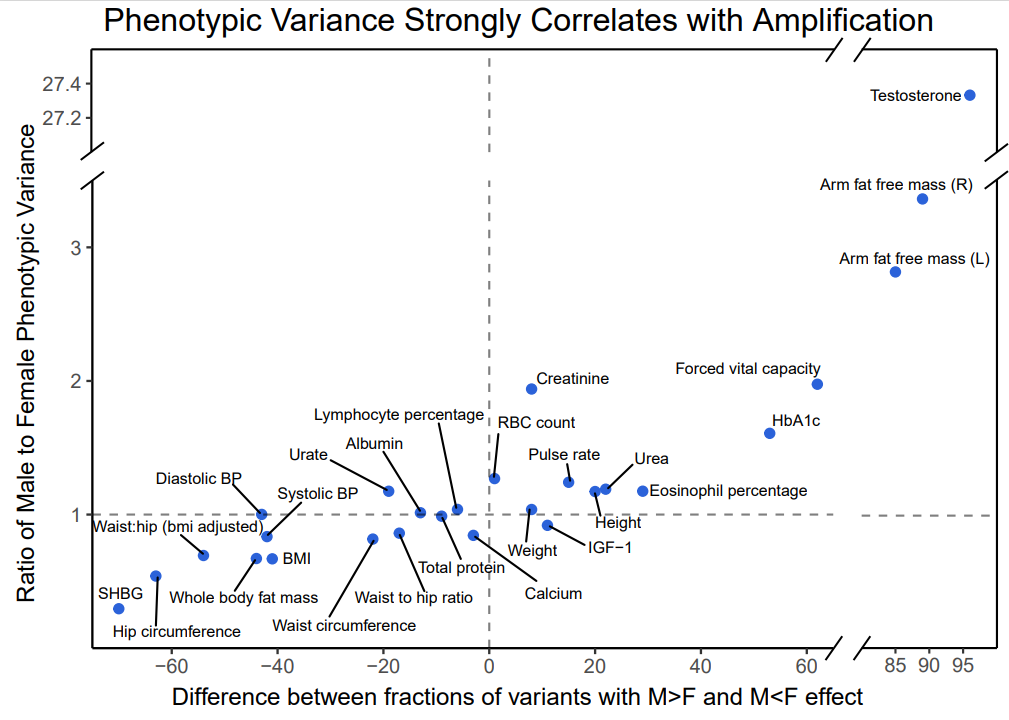 Phenotypic Variance Strongly Correlates with Amplification
27.4
Testosterone
27.2
Arm fat free mass (R)
3
Arm fat free mass (L)
Forced vital capacity
2
Creatinine
Lymphocyte percentage
RBC count
HbA1c
Albumin
Urate
Pulse rate
Urea
Diastolic BP
Systolic BP
Eosinophil percentage
1
Waist:hip (bmi adjusted)
Height
Weight
IGF−1
BMI
Total protein
SHBG
Whole body fat mass
Waist to hip ratio
Calcium
Hip circumference
Waist circumference
Ratio of Male to Female Phenotypic Variance
−60 −40 −20 0 20 40 60 85 90 95
Difference between fractions of variants with M>F and M<F effect